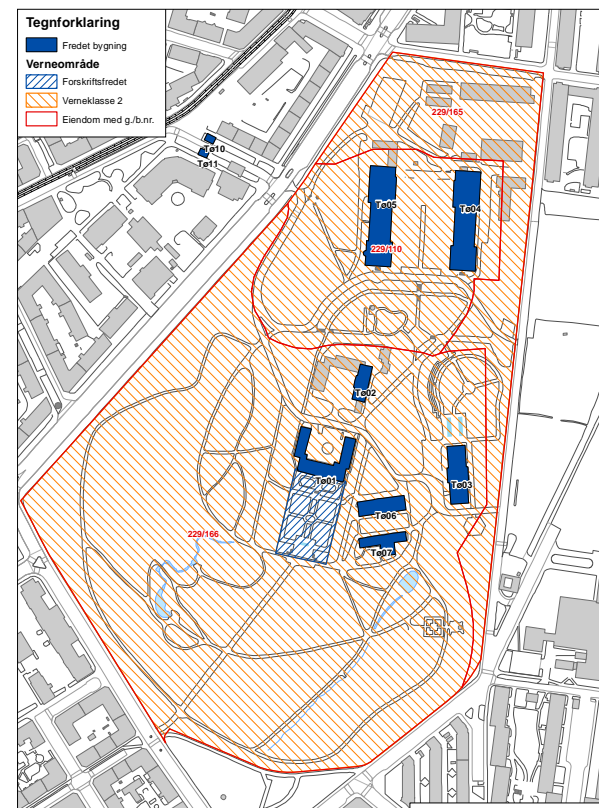 Tegnforklaring
Fredet bygning
Verneområde
Forskriftsfredet
Verneklasse 2
Eiendom med g./b.nr.
229/165
Tø10
Tø11
Tø05
Tø04
229/110
Tø02
Tø01
Tø03
Tø06
229/166
Tø07